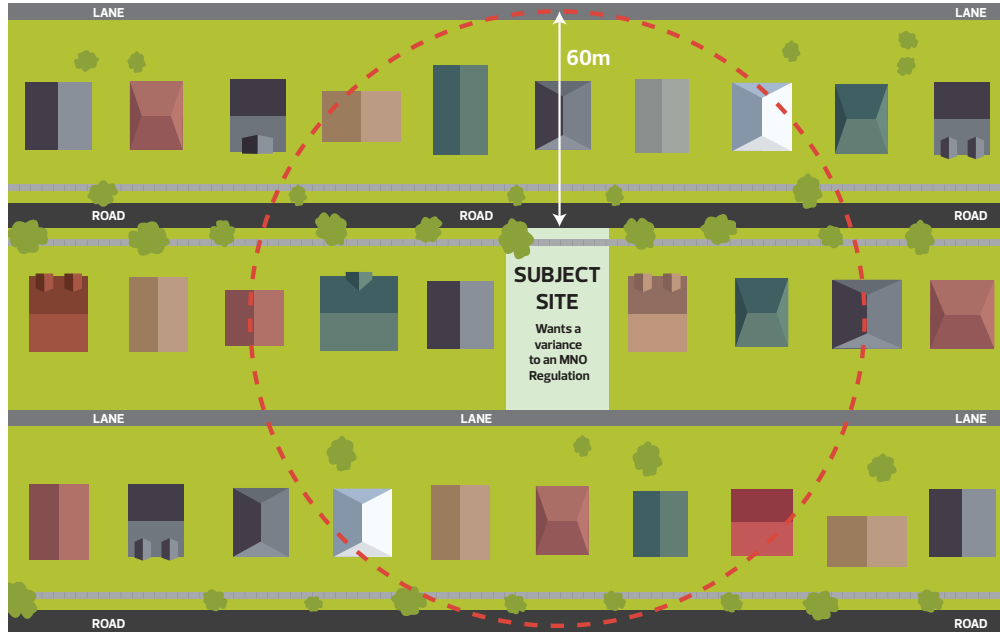 LANE
LANE
60m
ROAD
ROAD
ROAD
SUBJECT
SITE
Wants a
variance
to an MNO
Regulation
LANE
LANE
LANE
ROAD
ROAD